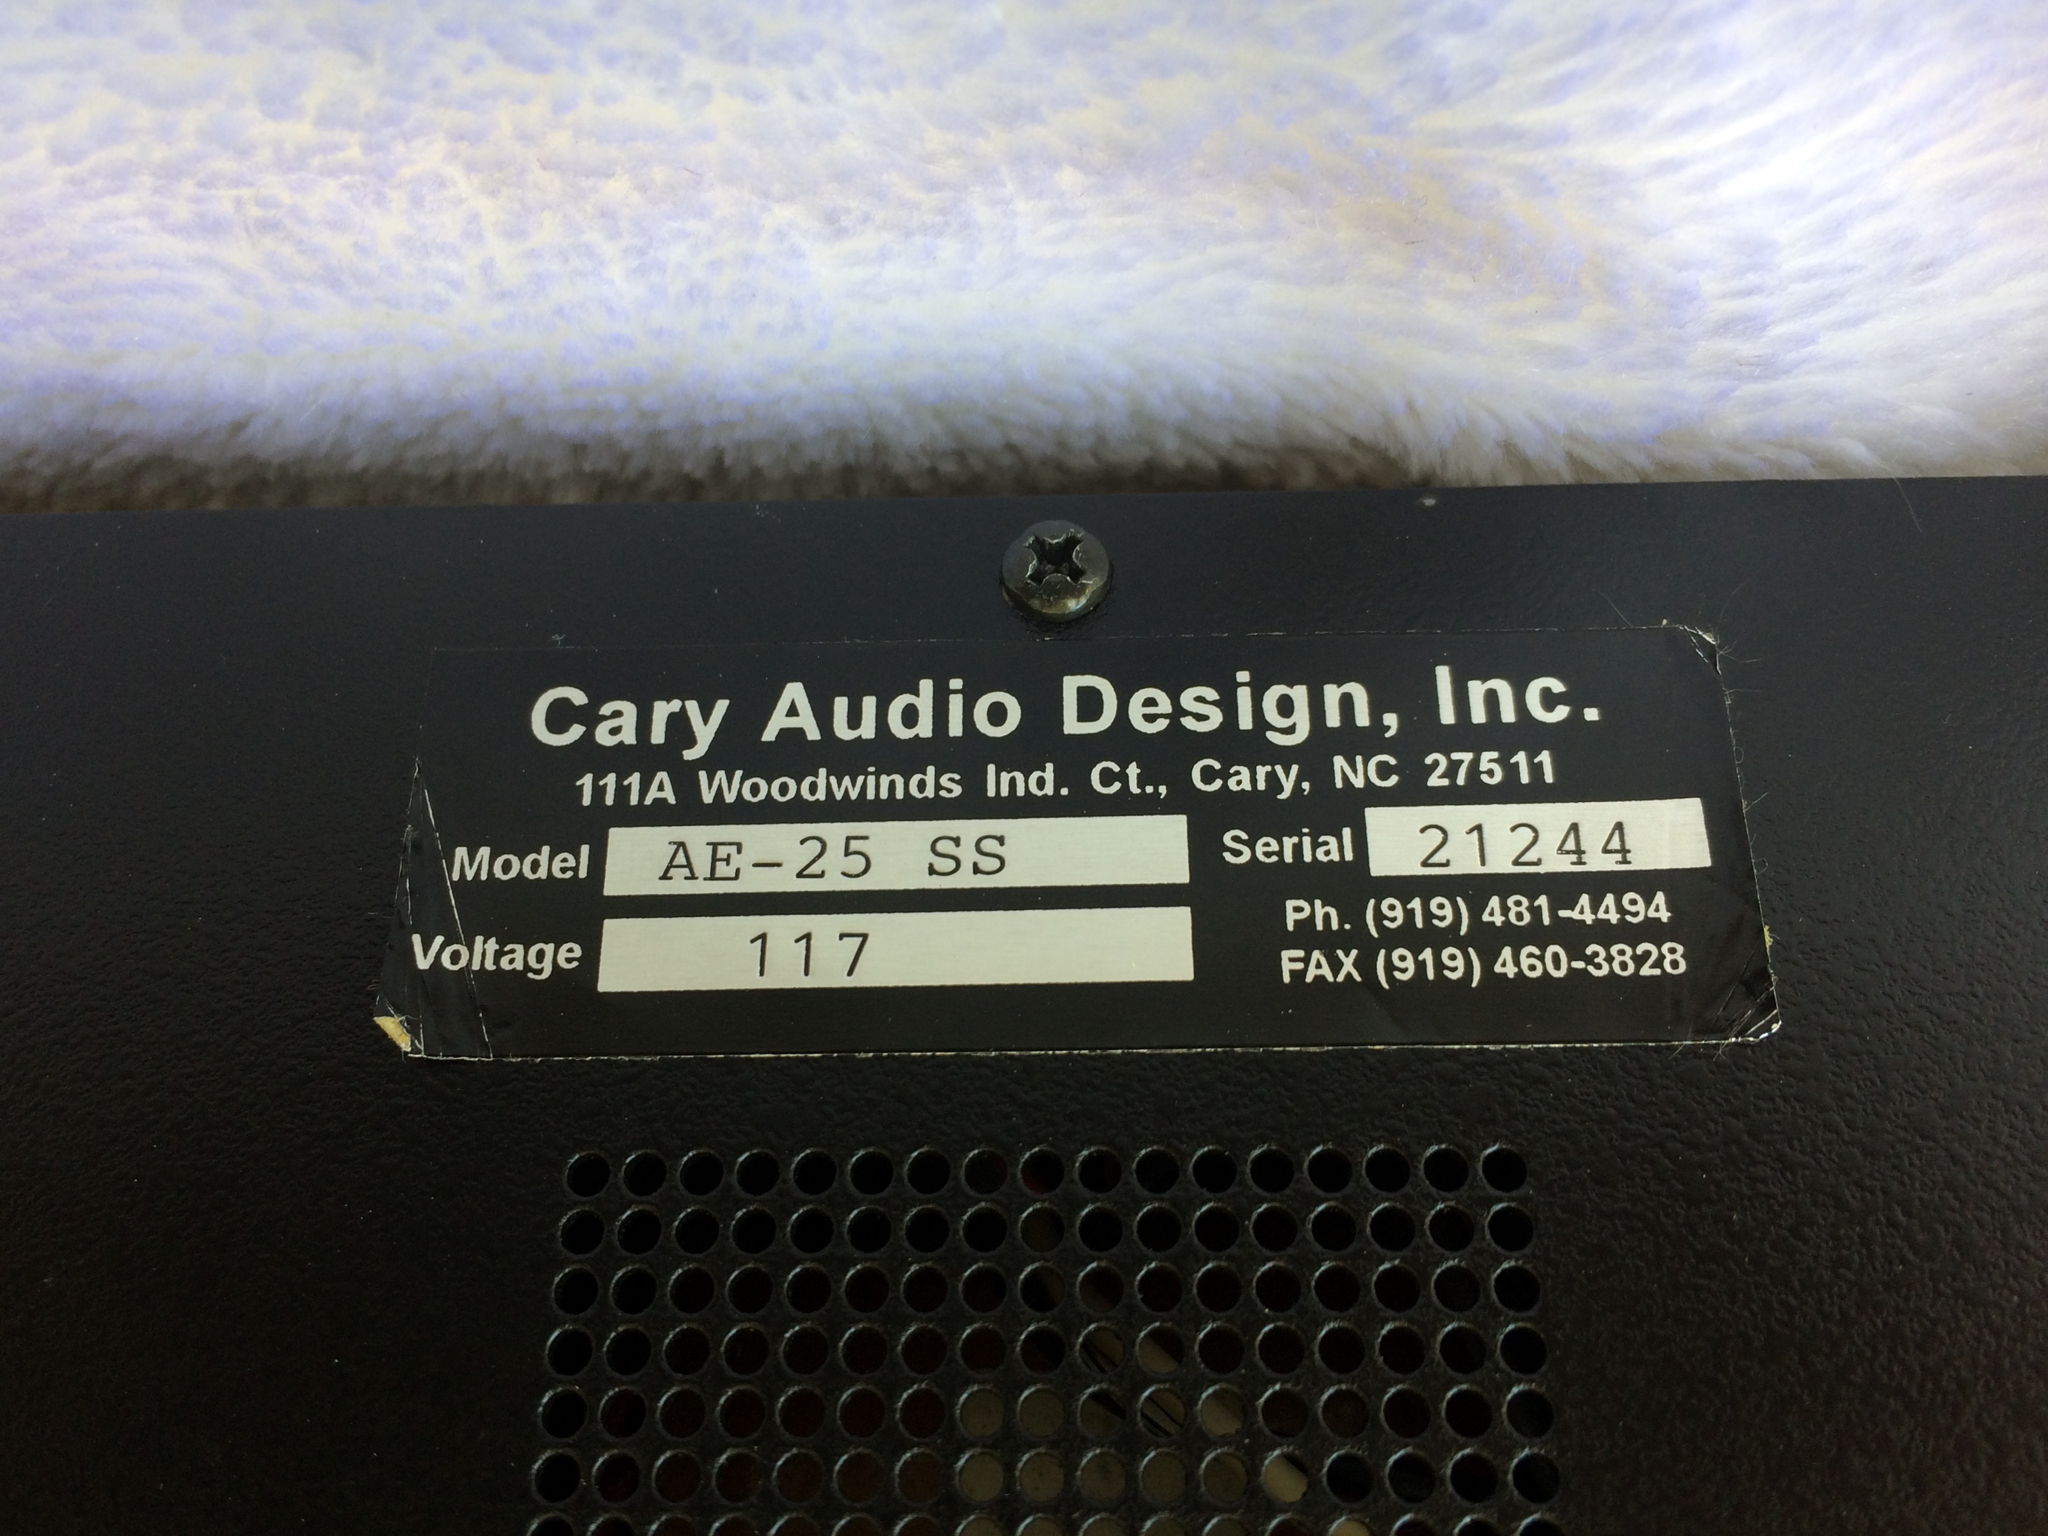 Cary Audio Design, Inc.
111A Woodwinds Ind. Ct., Cary, NC 27511
Model AE-25 SS Serial 21244
Ph. (919) 481-4494
Voltage 117
FAX (919) 460-3828